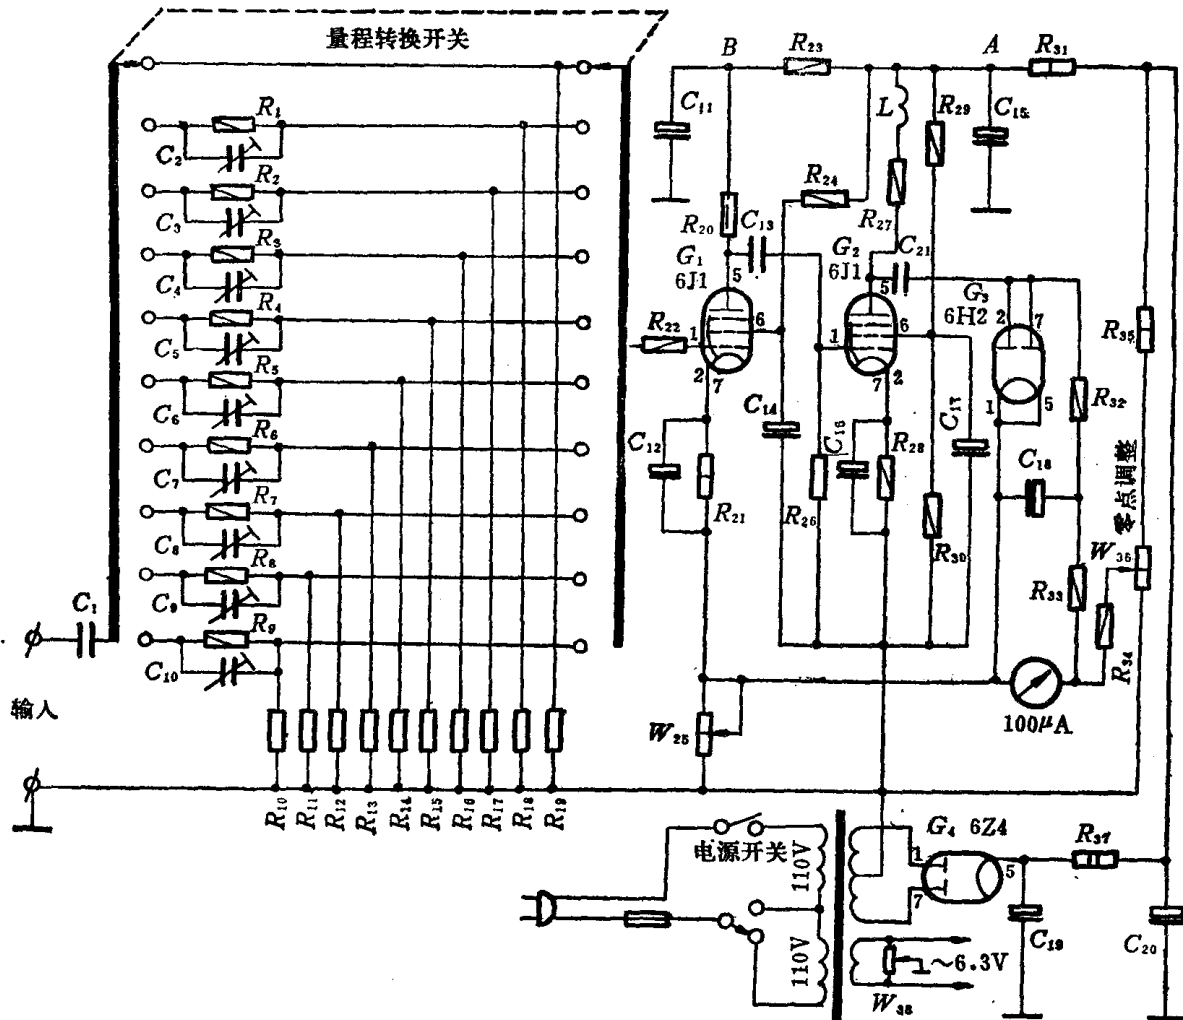 量程转换开关
B
R23
A
R31
C11
L
R29
C15
R1
C2
R2
C3
R3
C4
R4
C5
R5
C6
R6
C7
R7
C8
R8
C9
R9
C10
C1
输入
R24
R20
C13
R27
G1
6J1
5
G2
6J1
5
C21
G3
6H2
2
7
R22
1
6
2
7
1
6
7
2
1
5
R35
R32
C14
C12
C16
R28
C17
C18
零点调整
R21
R26
R30
W36
R33
R34
W25
100μA
R10
R11
R12
R13
R14
R15
R16
R17
R18
R19
电源开关
110V
110V
G4 6Z4
1
7
5
R37
C19
C20
～6.3V
W38